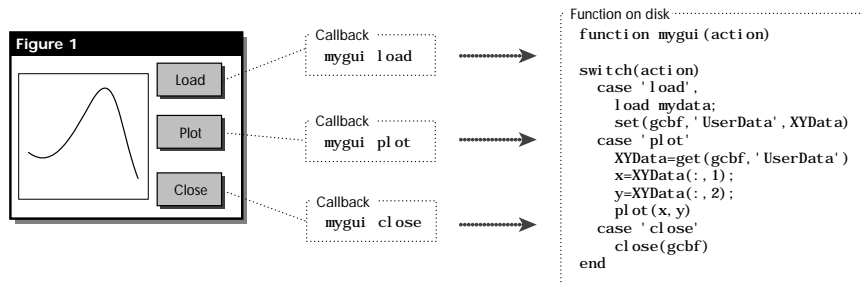 Figure 1
Load
Plot
Close
Callback
mygui load
Callback
mygui plot
Callback
mygui close
Function on disk
function mygui(action)
switch(action)
case 'load',
load mydata;
set(gcbf,'UserData',XYData)
case 'plot'
XYData=get(gcbf,'UserData')
x=XYData(:,1);
y=XYData(:,2);
plot(x,y)
case 'close'
close(gcbf)
end